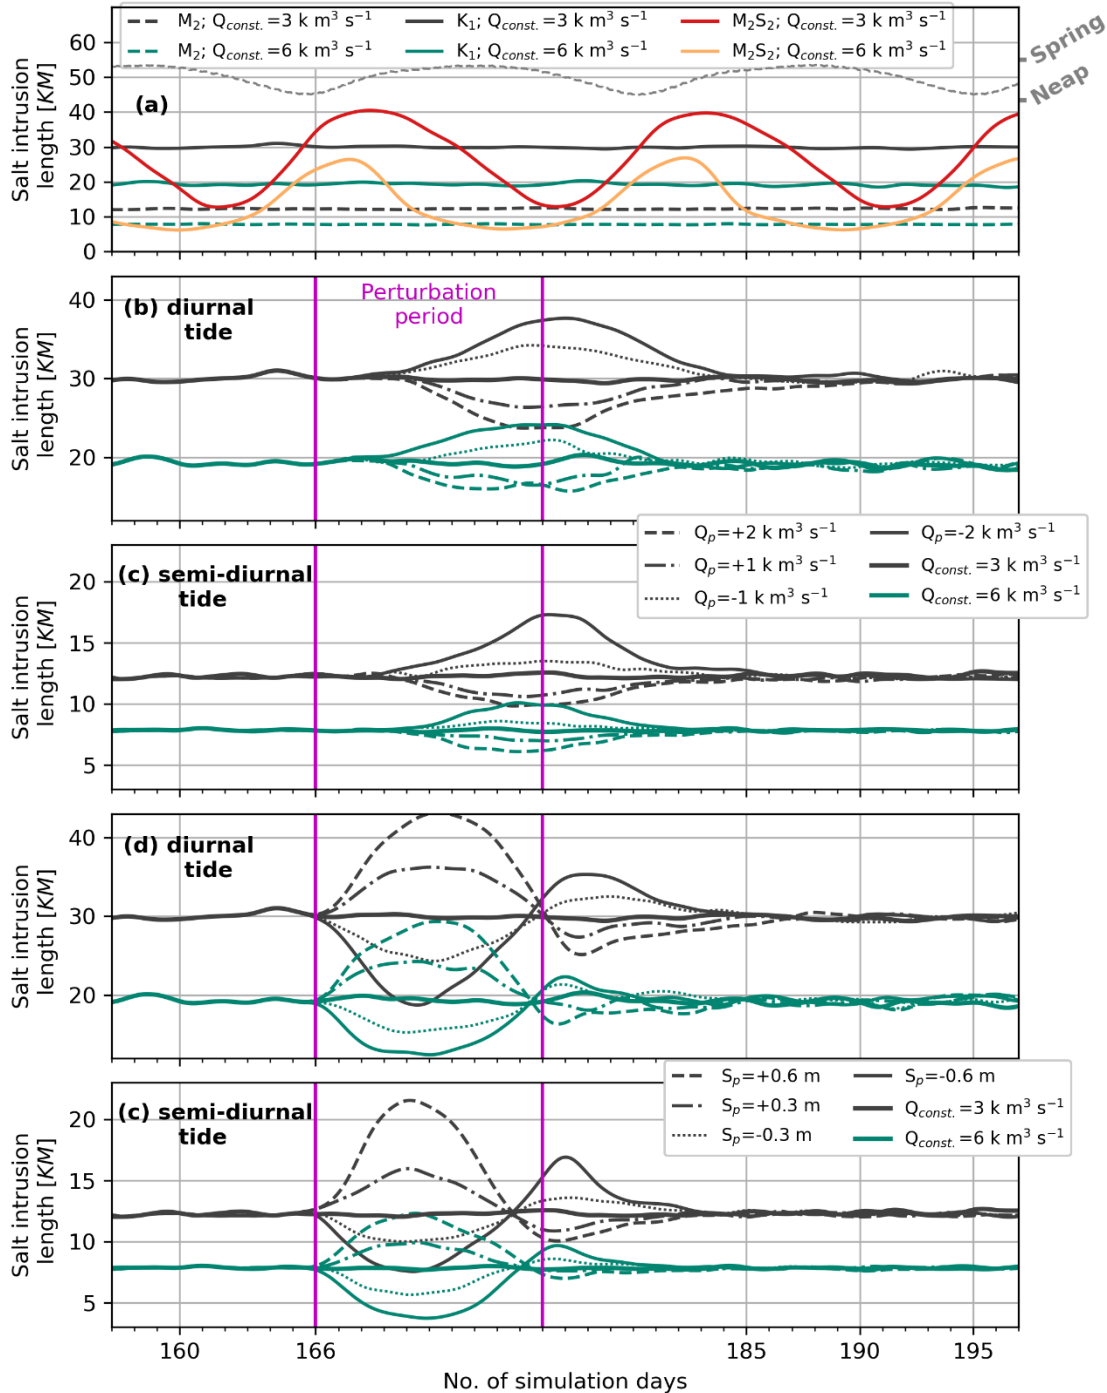 M₂; Q_const.=3 k m³ s⁻¹
K₁; Q_const.=3 k m³ s⁻¹
M₂S₂; Q_const.=3 k m³ s⁻¹
M₂; Q_const.=6 k m³ s⁻¹
K₁; Q_const.=6 k m³ s⁻¹
M₂S₂; Q_const.=6 k m³ s⁻¹
Spring
Neap
(a)
Salt intrusion
length [KM]
60
50
40
30
20
10
0
(b) diurnal
tide
Perturbation
period
Salt intrusion
length [KM]
40
30
20
Q_p=+2 k m³ s⁻¹
Q_p=-2 k m³ s⁻¹
Q_p=+1 k m³ s⁻¹
Q_const.=3 k m³ s⁻¹
Q_p=-1 k m³ s⁻¹
Q_const.=6 k m³ s⁻¹
(c) semi-diurnal
tide
Salt intrusion
length [KM]
20
15
10
5
(d) diurnal
tide
Salt intrusion
length [KM]
40
30
20
S_p=+0.6 m
S_p=-0.6 m
S_p=+0.3 m
Q_const.=3 k m³ s⁻¹
S_p=-0.3 m
Q_const.=6 k m³ s⁻¹
(c) semi-diurnal
tide
Salt intrusion
length [KM]
20
15
10
5
160
166
185
190
195
No. of simulation days